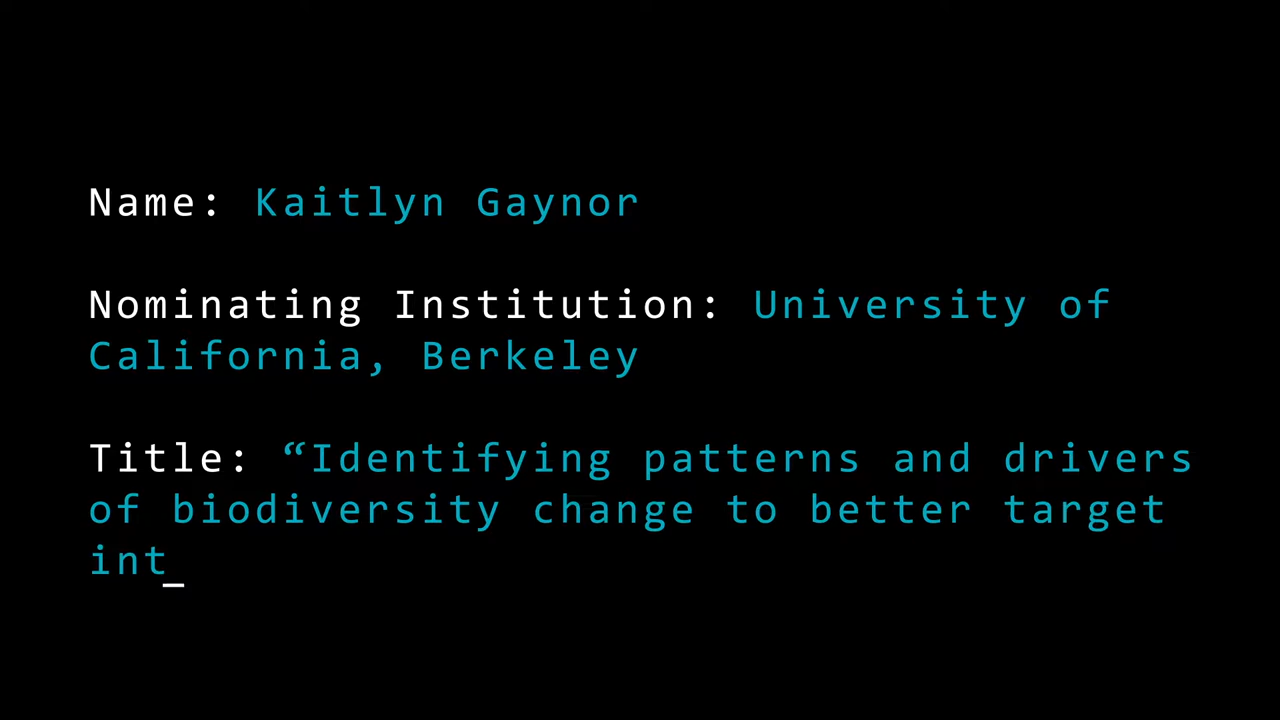 Name: Kaitlyn Gaynor
Nominating Institution: University of
California, Berkeley
Title: “Identifying patterns and drivers
of biodiversity change to better target
int_